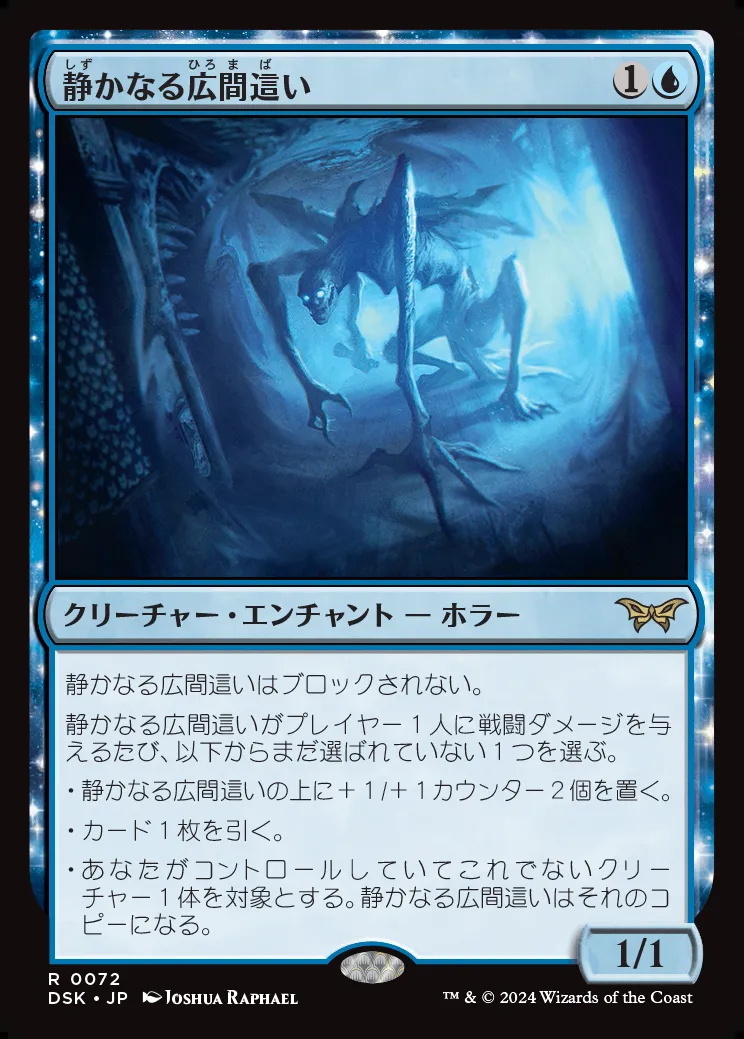 静かなる広間這い
しず ひろ ま ば
1
クリーチャー・エンチャント — ホラー
静かなる広間這いはブロックされない。
静かなる広間這いがプレイヤー１人に戦闘ダメージを与
えるたび、以下からまだ選ばれていない１つを選ぶ。
・静かなる広間這いの上に＋１/＋１カウンター２個を置く。
・カード１枚を引く。
・あなたがコントロールしていてこれでないクリー
チャー１体を対象とする。静かなる広間這いはそれのコ
ピーになる。
1/1
R 0072
DSK • JP Joshua Raphael
™ & © 2024 Wizards of the Coast